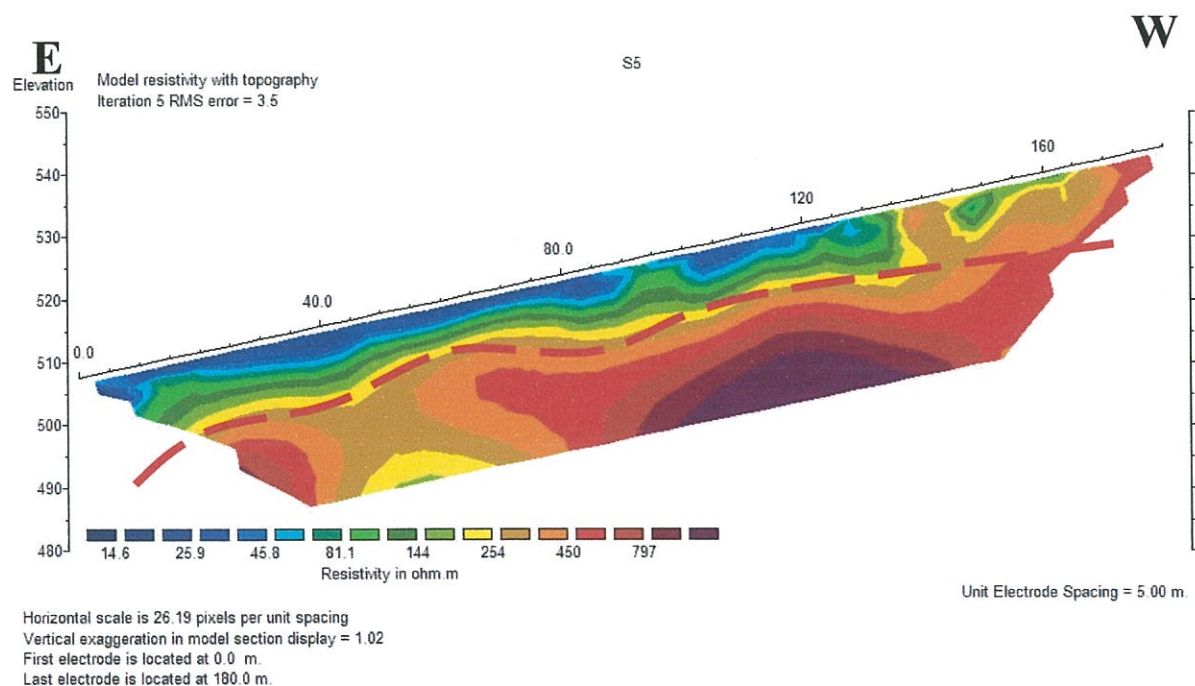 E
W
S5
Elevation
Model resistivity with topography
Iteration 5 RMS error = 3.5
550
540
530
520
510
500
490
480
0.0
40.0
80.0
120
160
14.6 25.9 45.8 81.1 144 254 450 797
Resistivity in ohm.m
Unit Electrode Spacing = 5.00 m.
Horizontal scale is 26.19 pixels per unit spacing
Vertical exaggeration in model section display = 1.02
First electrode is located at 0.0 m.
Last electrode is located at 180.0 m.